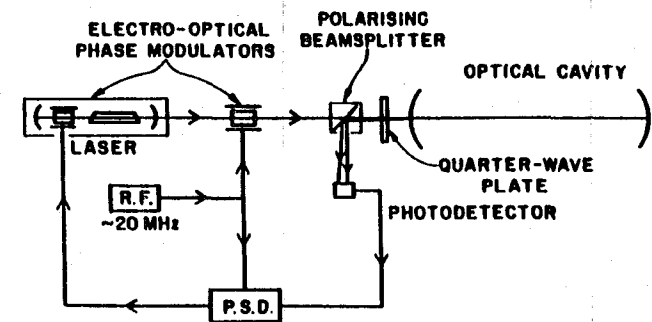 ELECTRO-OPTICAL
PHASE MODULATORS
POLARISING
BEAMSPLITTER
OPTICAL CAVITY
LASER
QUARTER-WAVE
PLATE
R.F.
~20 MHz
PHOTODETECTOR
P.S.D.